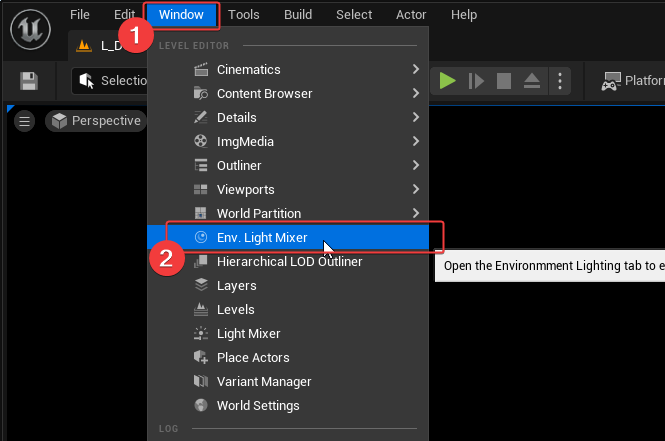 File Edit Window Tools Build Select Actor Help
1
L_D
LEVEL EDITOR
Selectio
Platfor
Cinematics
Content Browser
Perspective
Details
ImgMedia
Outliner
Viewports
World Partition
Env. Light Mixer
2
Hierarchical LOD Outliner
Open the Environmment Lighting tab to e
Layers
Levels
Light Mixer
Place Actors
Variant Manager
World Settings
LOG